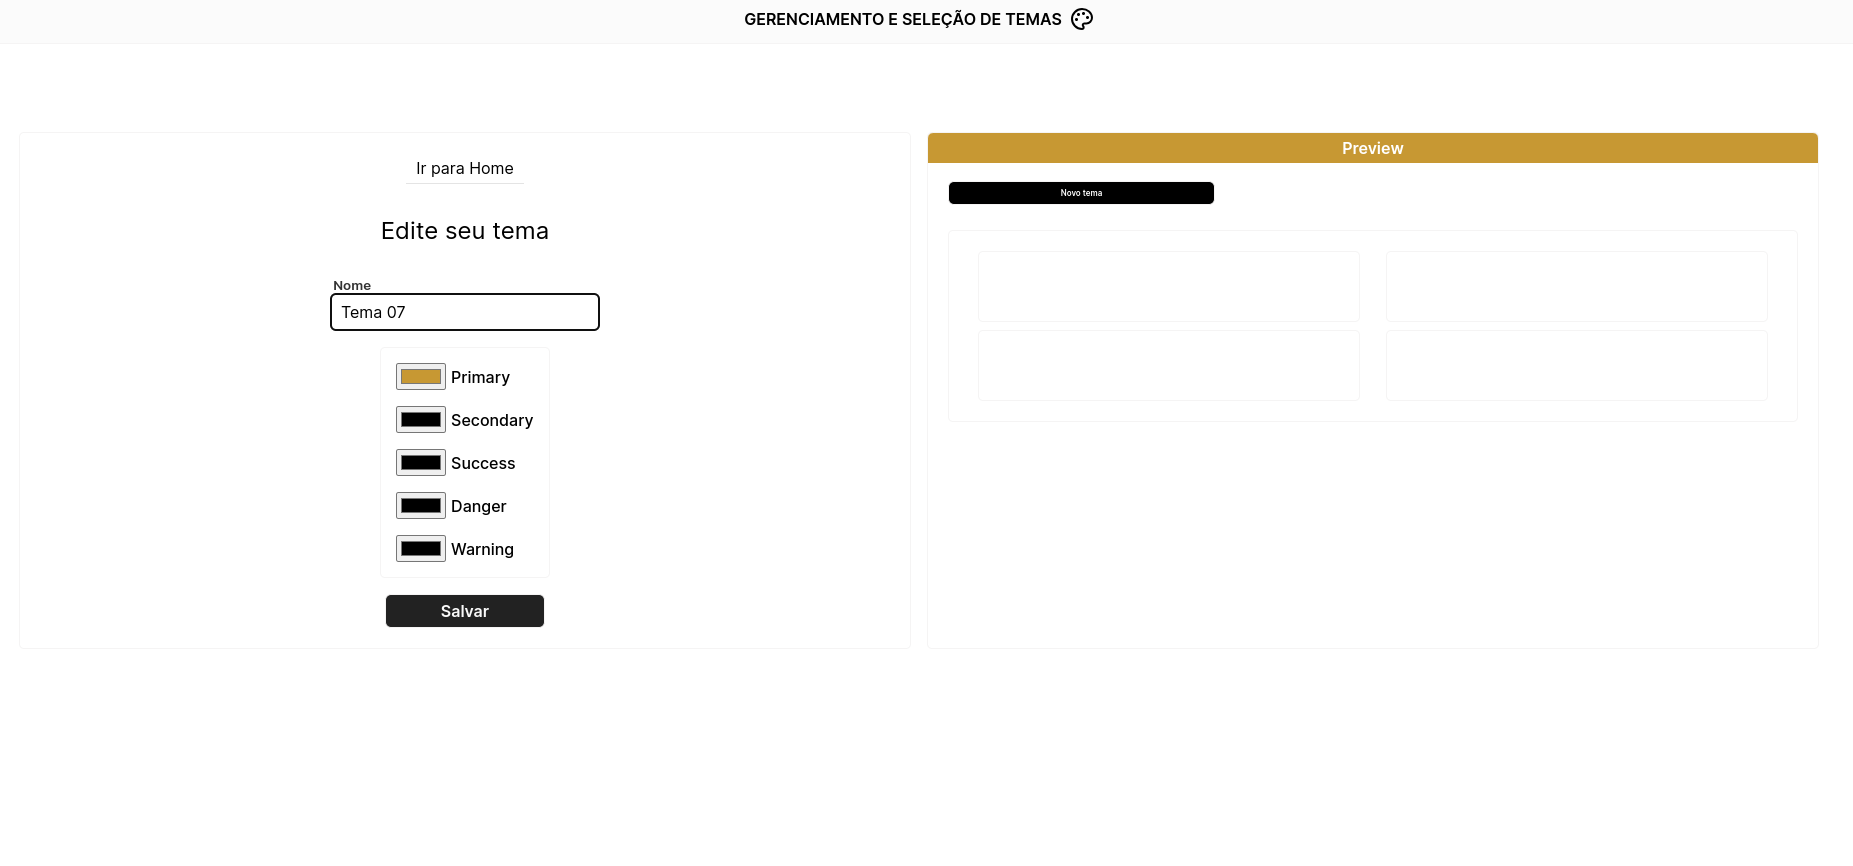 GERENCIAMENTO E SELEÇÃO DE TEMAS
Ir para Home
Edite seu tema
Nome
Tema 07
Primary
Secondary
Success
Danger
Warning
Salvar
Preview
Novo tema